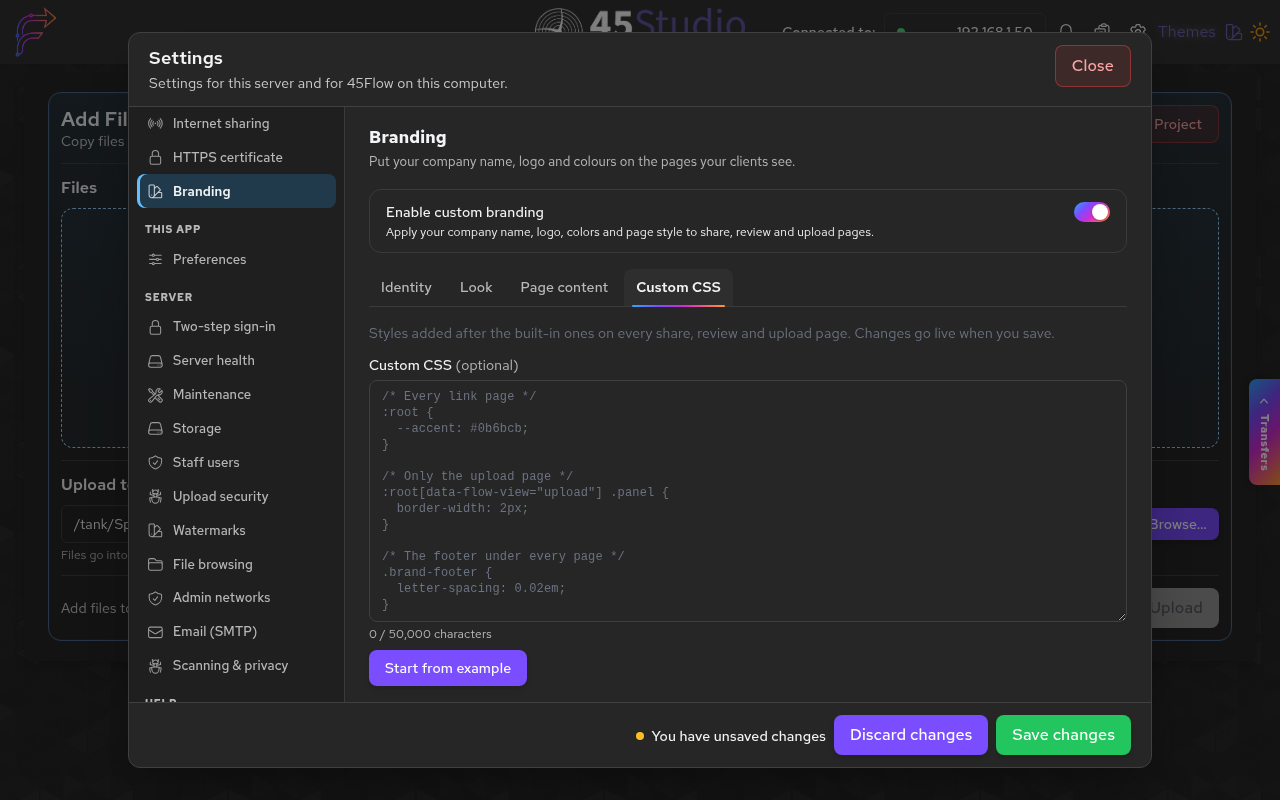 45Studio
Connected to: 192.168.1.50 Themes
Settings
Settings for this server and for 45Flow on this computer.
Close
Add Fil
Copy files
Project
Files
Upload to
/tank/Sp
Browse...
Files go into
Add files to
Upload
Transfers
Internet sharing
HTTPS certificate
Branding
THIS APP
Preferences
SERVER
Two-step sign-in
Server health
Maintenance
Storage
Staff users
Upload security
Watermarks
File browsing
Admin networks
Email (SMTP)
Scanning & privacy
HELP
Branding
Put your company name, logo and colours on the pages your clients see.
Enable custom branding
Apply your company name, logo, colors and page style to share, review and upload pages.
Identity Look Page content Custom CSS
Styles added after the built-in ones on every share, review and upload page. Changes go live when you save.
Custom CSS (optional)
/* Every link page */
:root {
  --accent: #0b6bcb;
}
/* Only the upload page */
:root[data-flow-view="upload"] .panel {
  border-width: 2px;
}
/* The footer under every page */
.brand-footer {
  letter-spacing: 0.02em;
}
0 / 50,000 characters
Start from example
You have unsaved changes
Discard changes
Save changes